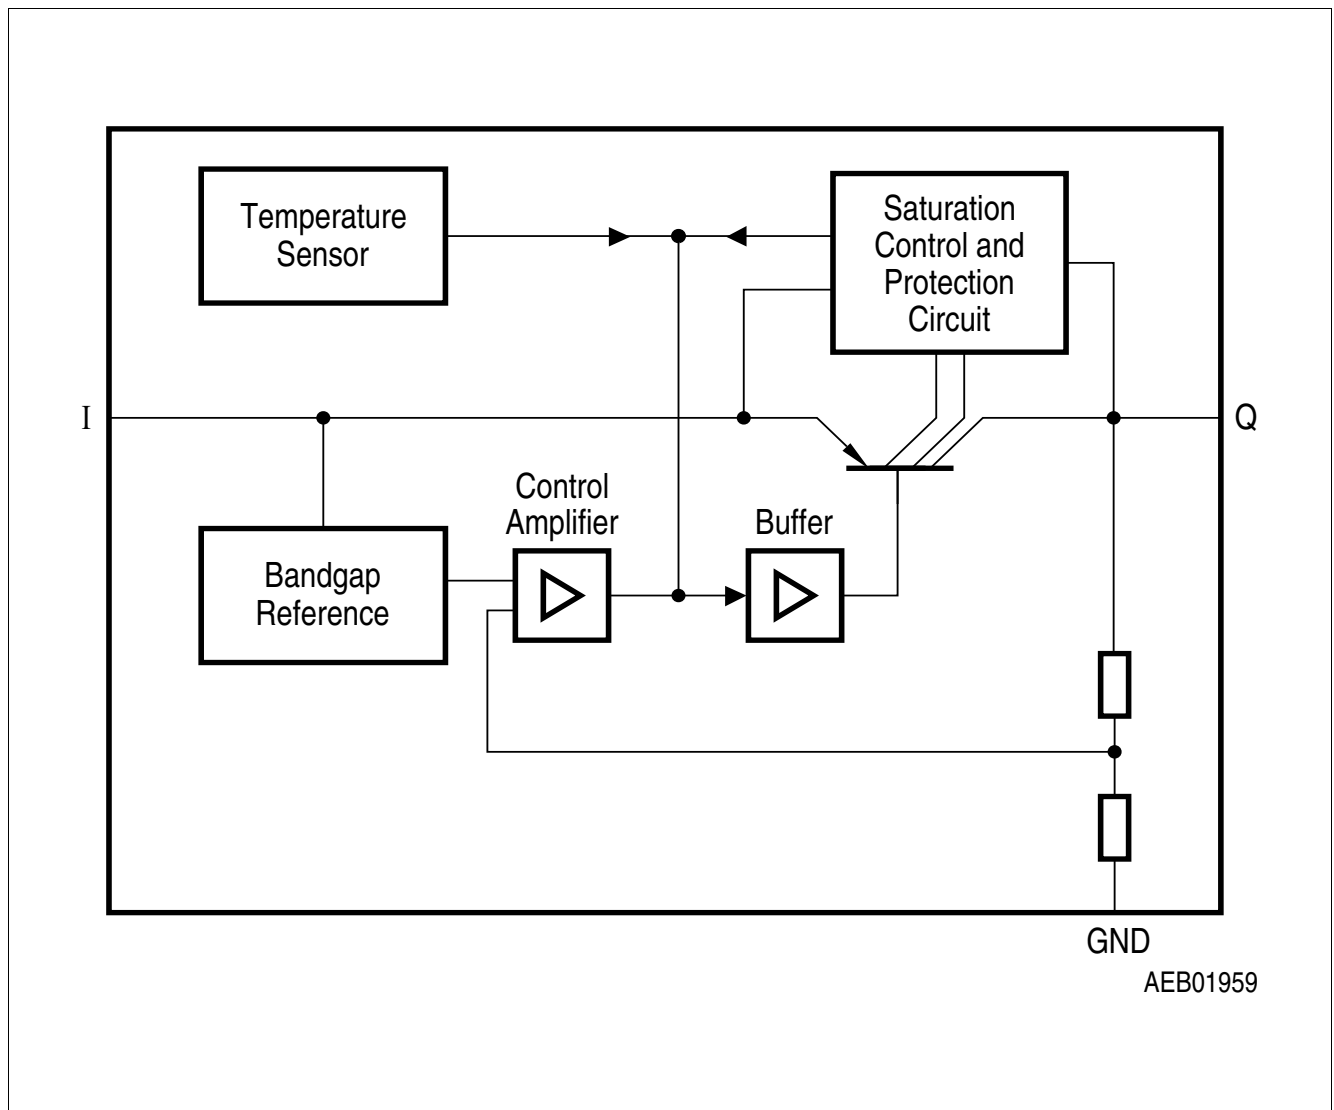 Temperature
Sensor
Saturation
Control and
Protection
Circuit
I
Q
Control
Amplifier
Buffer
Bandgap
Reference
GND
AEB01959